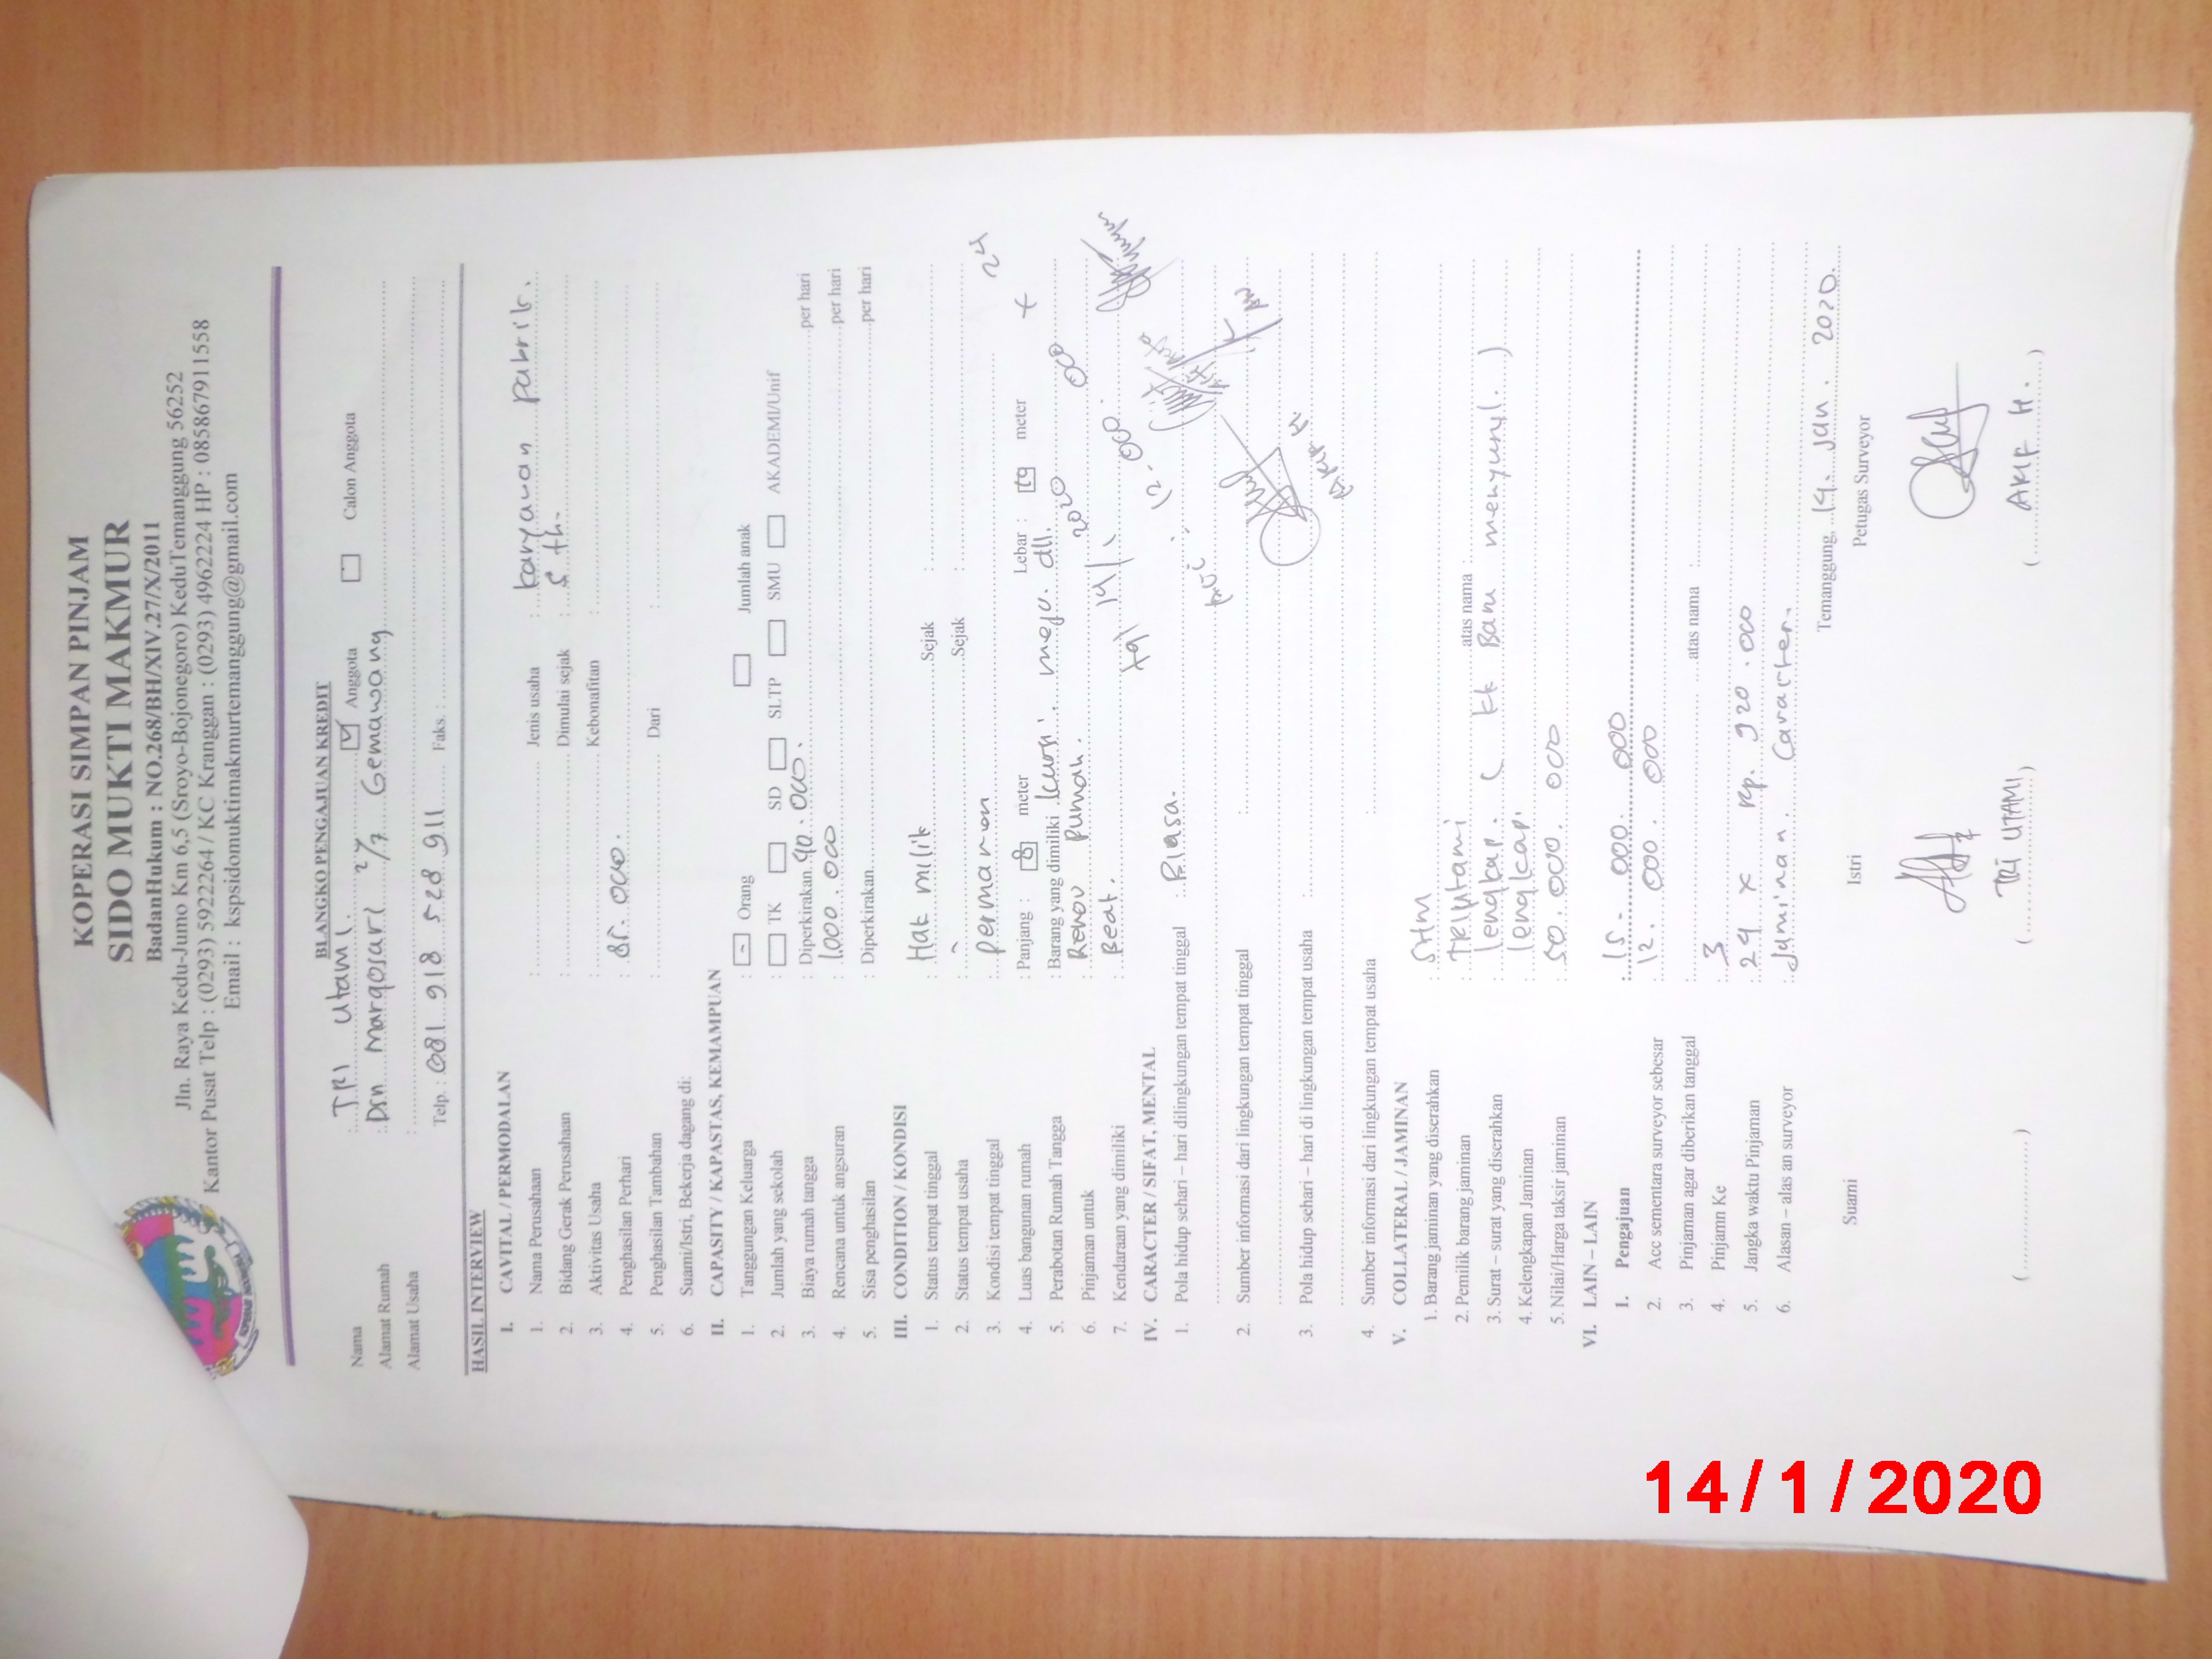 KOPERASI SIMPAN PINJAM
SIDO MUKTI MAKMUR
BadanHukum : NO.268/BH/XIV.27/X/2011
Jln. Raya Kedu-Jumo Km 6,5 (Sroyo-Bojonegoro) KeduTemanggung 56252
Kantor Pusat Telp : (0293) 5922264 / KC Kranggan : (0293) 4962224 HP : 085867911558
Email : kspsidomuktimakmurtemanggung@gmail.com
BLANGKO PENGAJUAN KREDIT
Nama : TRI Utami. Anggota Calon Anggota
Alamat Rumah : Dsn Margosari 2/7 Gemawang
Alamat Usaha :
Telp. : 081 918 528 911 Faks. :
HASIL INTERVIEW
I. CAVITAL / PERMODALAN
1. Nama Perusahaan : Jenis usaha : karyawan pabrik.
2. Bidang Gerak Perusahaan : Dimulai sejak : 5 th.
3. Aktivitas Usaha : Kebonafitan :
4. Penghasilan Perhari : 85.000.
5. Penghasilan Tambahan : Dari :
6. Suami/Istri, Bekerja dagang di:
II. CAPASITY / KAPASTAS, KEMAMPUAN
1. Tanggungan Keluarga : - Orang Jumlah anak
2. Jumlah yang sekolah : TK SD SLTP SMU AKADEMI/Unif
3. Biaya rumah tangga : Diperkirakan 40.000. per hari
4. Rencana untuk angsuran : 1.000.000 per hari
5. Sisa penghasilan : Diperkirakan per hari
III. CONDITION / KONDISI
1. Status tempat tinggal : Hak milik Sejak :
2. Status tempat usaha : - Sejak :
3. Kondisi tempat tinggal : permanen
4. Luas bangunan rumah : Panjang : 8 meter Lebar : 9 meter x 24
5. Perabotan Rumah Tangga : Barang yang dimiliki kursi. meja. dll.
6. Pinjaman untuk : Renov Rumah.
7. Kendaraan yang dimiliki : Beat.
tgl 14/1 2020
12.000.000
IV. CARACTER / SIFAT, MENTAL
1. Pola hidup sehari – hari dilingkungan tempat tinggal : Biasa.
2. Sumber informasi dari lingkungan tempat tinggal :
3. Pola hidup sehari – hari di lingkungan tempat usaha :
4. Sumber informasi dari lingkungan tempat usaha :
V. COLLATERAL / JAMINAN
1. Barang jaminan yang diserahkan : SHM
2. Pemilik barang jaminan : TRI Utami atas nama :
3. Surat – surat yang diserahkan : lengkap. ( KK Baru menyusul. )
4. Kelengkapan Jaminan : lengkap.
5. Nilai/Harga taksir jaminan : 50.000.000
VI. LAIN – LAIN
1. Pengajuan : 15.000.000
2. Acc sementara surveyor sebesar : 12.000.000
3. Pinjaman agar diberikan tanggal : atas nama :
4. Pinjamn Ke : 3
5. Jangka waktu Pinjaman : 24 x Rp. 920.000
6. Alasan – alas an surveyor : Jaminan. Caracter.
Temanggung, 14 Jan. 2020.
Suami Istri Petugas Surveyor
(....................) ( TRI UTAMI ) ( AKIF H. )
14/1/2020